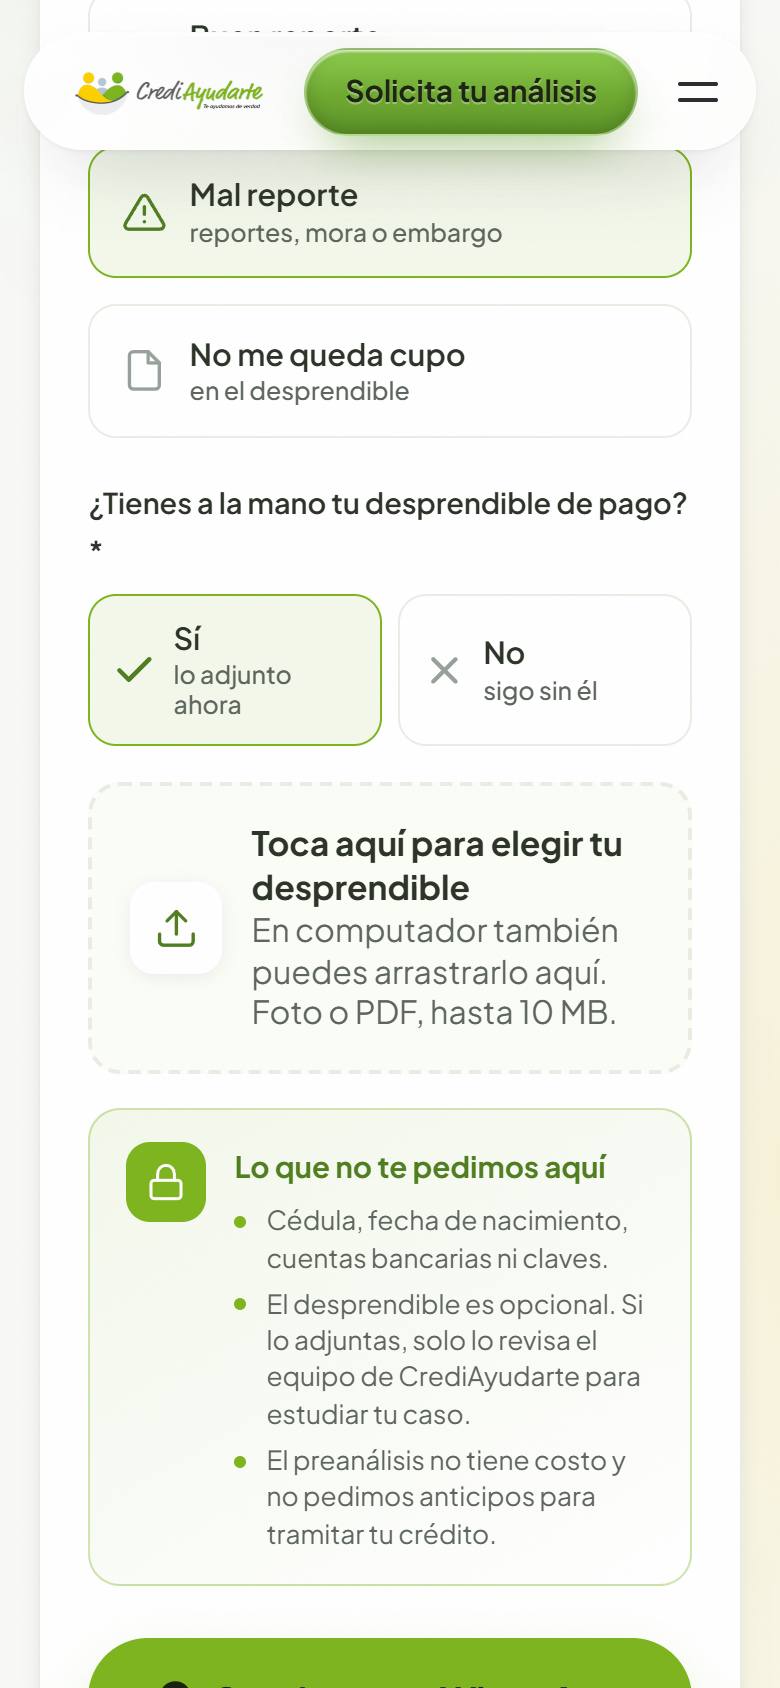 CrediAyudarte
Te ayudamos de verdad
Solicita tu análisis
Mal reporte
reportes, mora o embargo
No me queda cupo
en el desprendible
¿Tienes a la mano tu desprendible de pago?
*
Sí
lo adjunto
ahora
No
sigo sin él
Toca aquí para elegir tu
desprendible
En computador también
puedes arrastrarlo aquí.
Foto o PDF, hasta 10 MB.
Lo que no te pedimos aquí
Cédula, fecha de nacimiento,
cuentas bancarias ni claves.
El desprendible es opcional. Si
lo adjuntas, solo lo revisa el
equipo de CrediAyudarte para
estudiar tu caso.
El preanálisis no tiene costo y
no pedimos anticipos para
tramitar tu crédito.